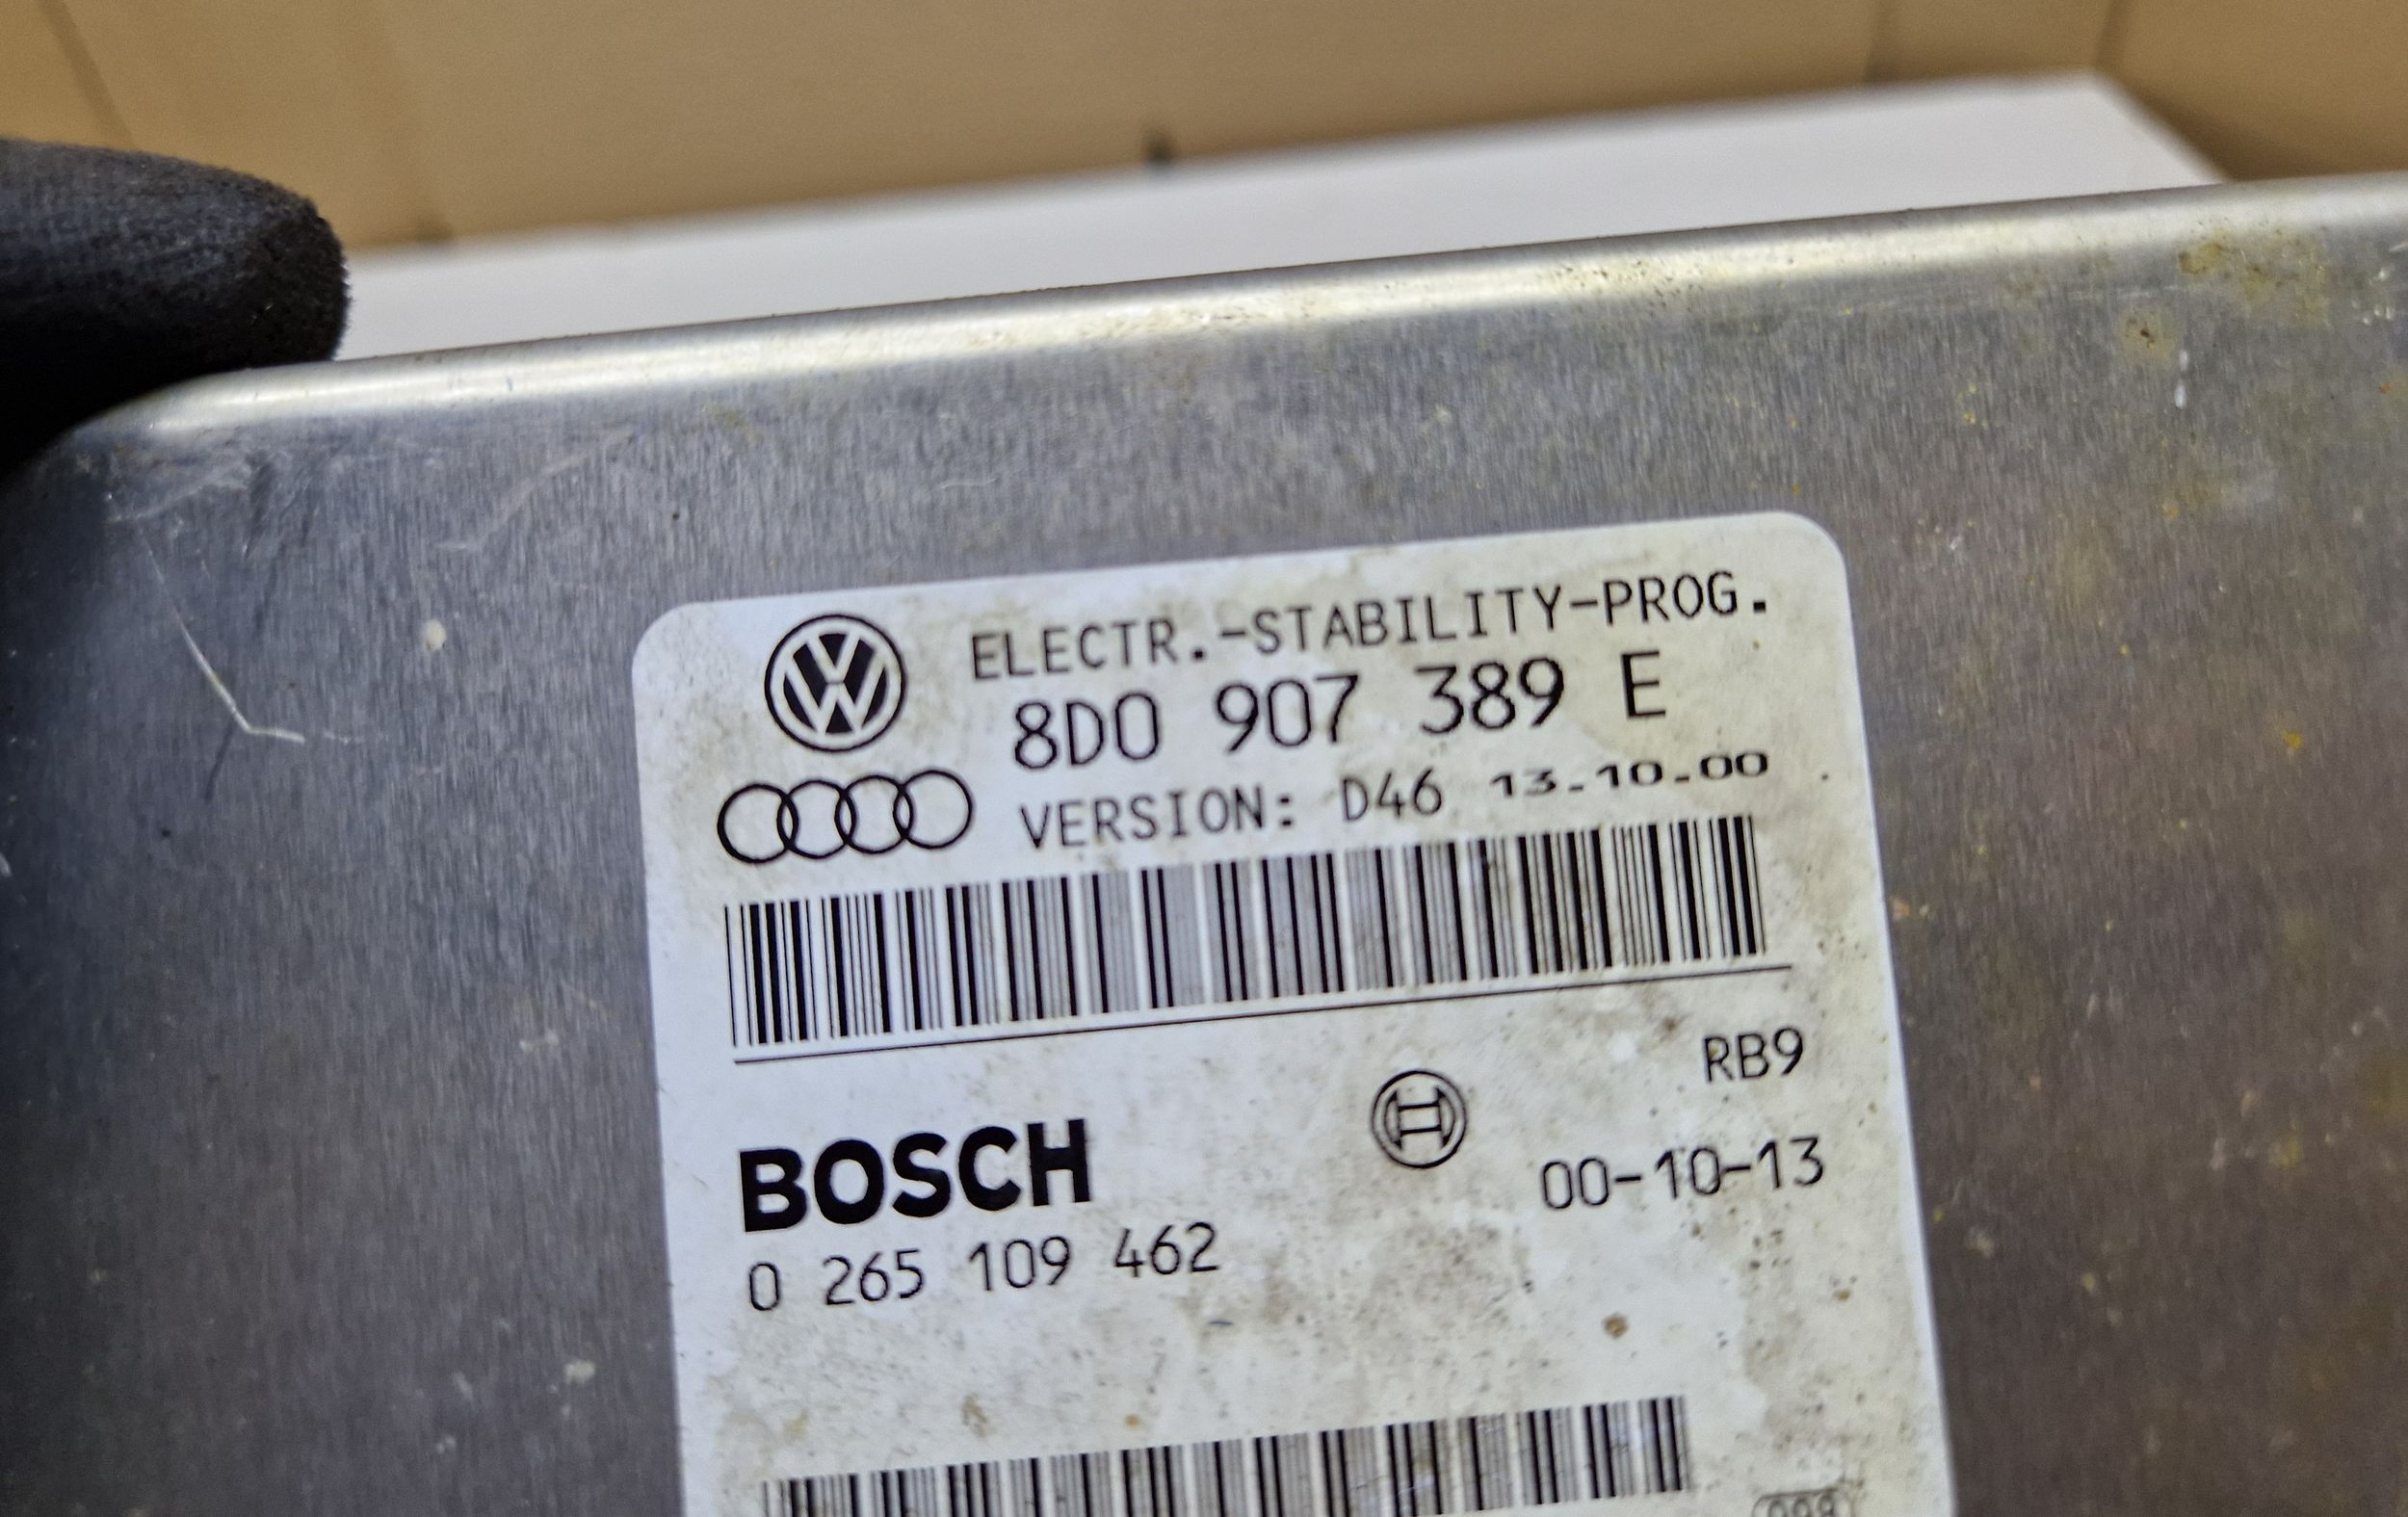 ELECTR.-STABILITY-PROG.
8D0 907 389 E
VERSION: D46 13.10.00
RB9
BOSCH
00-10-13
0 265 109 462